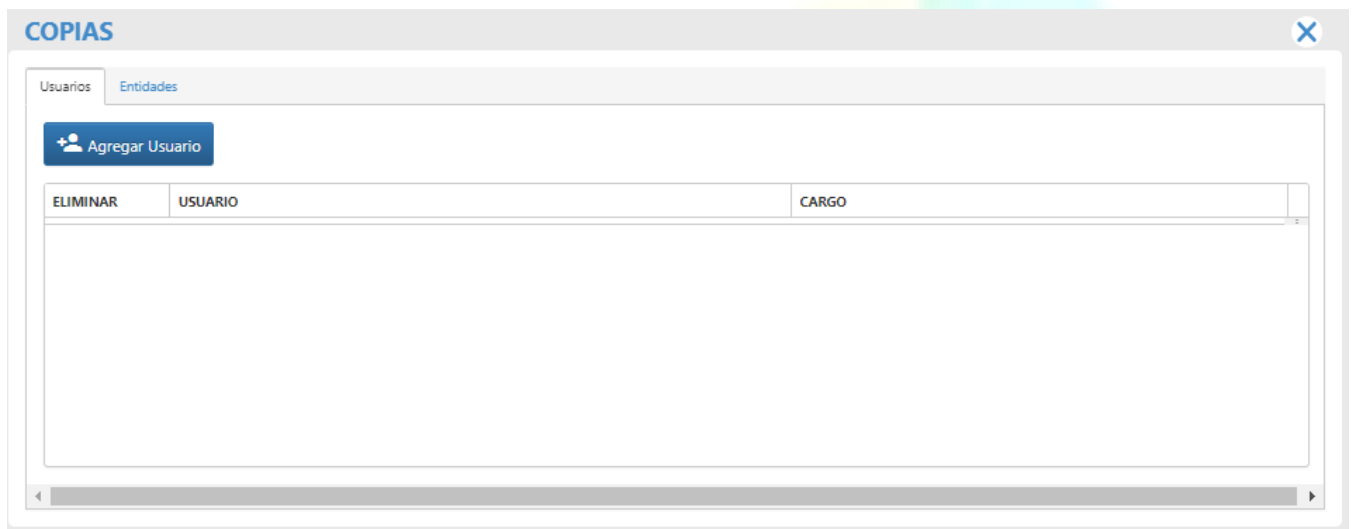 COPIAS
Usuarios Entidades
Agregar Usuario
ELIMINAR USUARIO CARGO